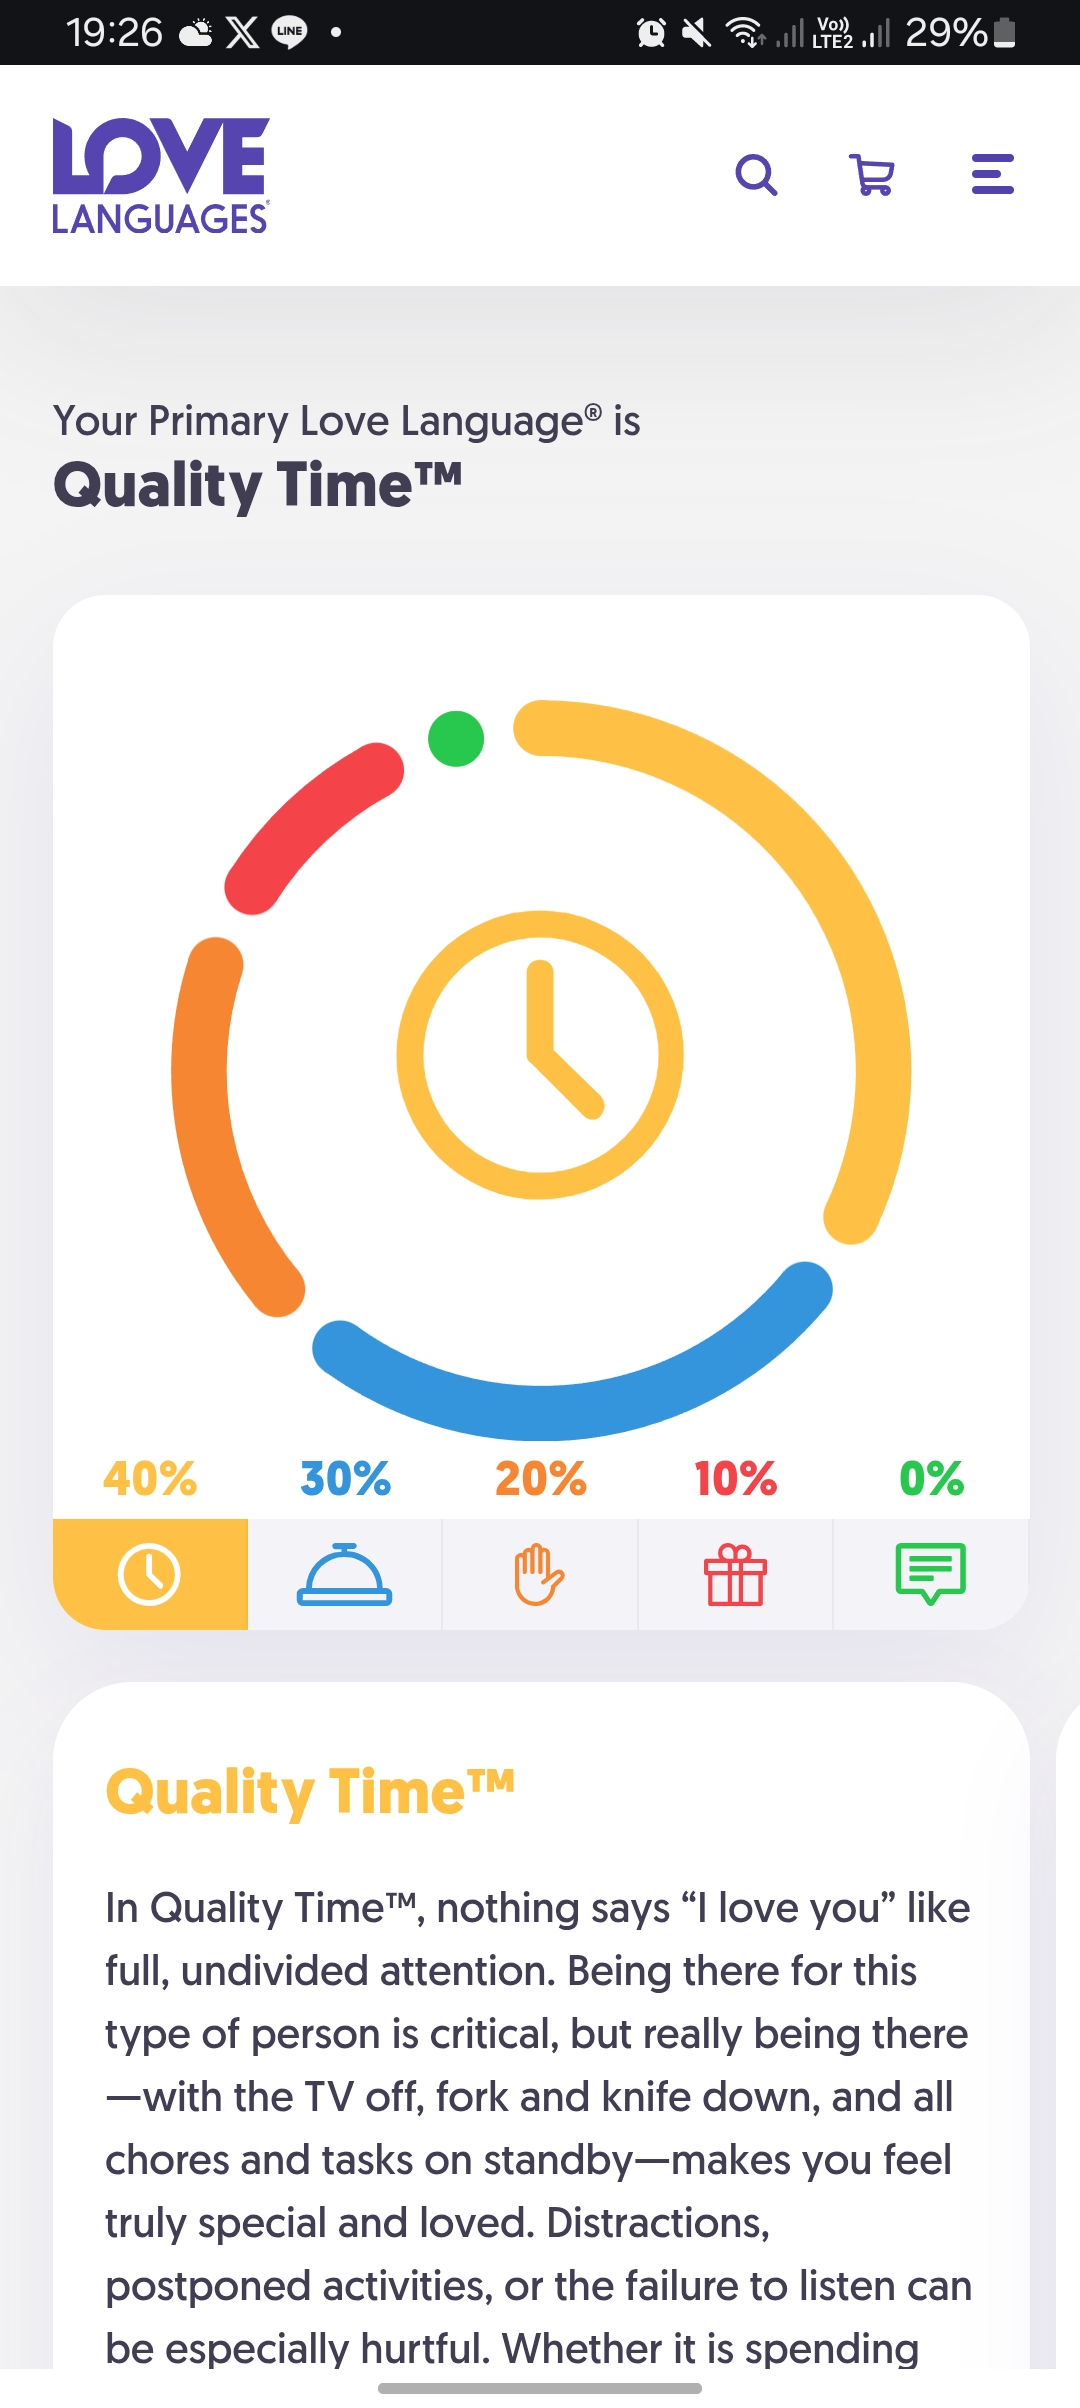 19:26 LINE Vo)) LTE2 29%
LOVE
LANGUAGES®
Your Primary Love Language® is
Quality Time™
40% 30% 20% 10% 0%
Quality Time™
In Quality Time™, nothing says “I love you” like
full, undivided attention. Being there for this
type of person is critical, but really being there
—with the TV off, fork and knife down, and all
chores and tasks on standby—makes you feel
truly special and loved. Distractions,
postponed activities, or the failure to listen can
be especially hurtful. Whether it is spending